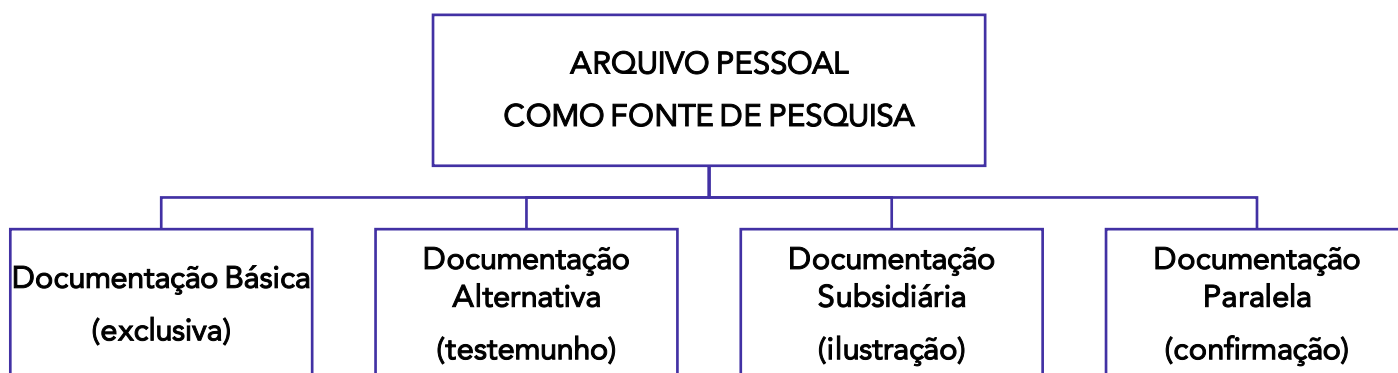 ARQUIVO PESSOAL
COMO FONTE DE PESQUISA
Documentação Básica
(exclusiva)
Documentação
Alternativa
(testemunho)
Documentação
Subsidiária
(ilustração)
Documentação
Paralela
(confirmação)